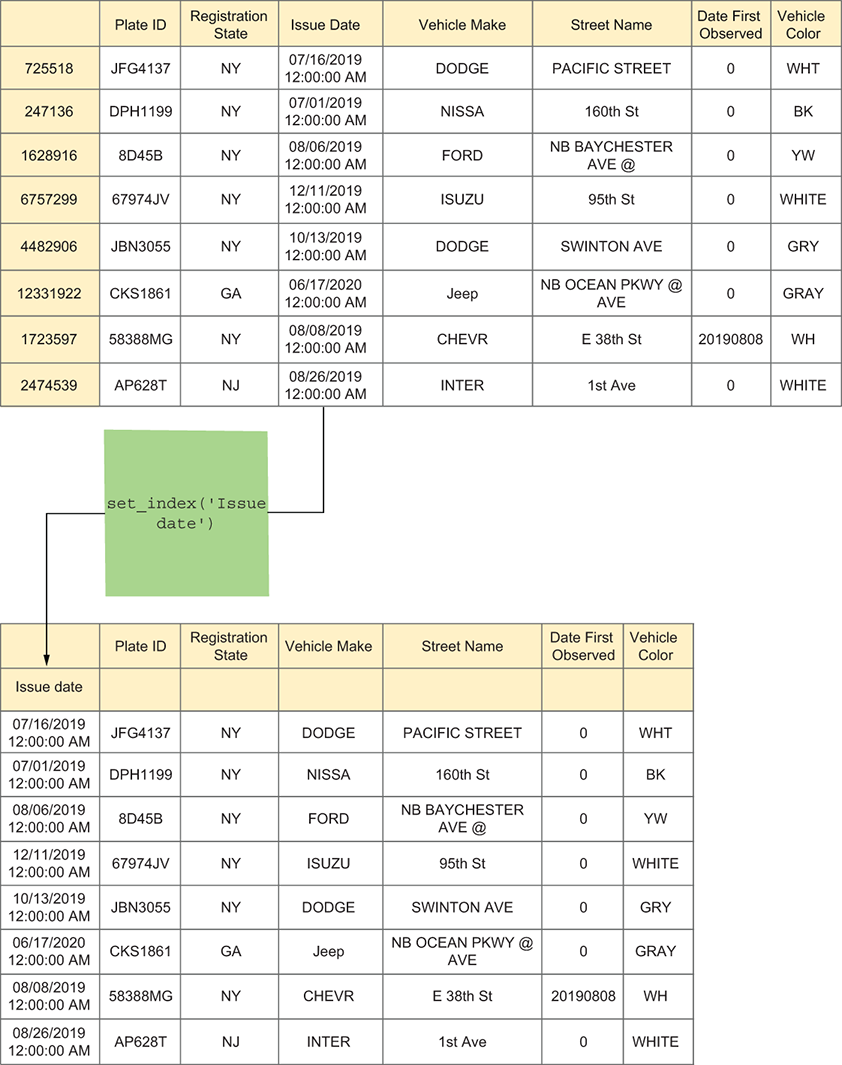 Plate ID Registration State Issue Date Vehicle Make Street Name Date First Observed Vehicle Color
725518 JFG4137 NY 07/16/2019 12:00:00 AM DODGE PACIFIC STREET 0 WHT
247136 DPH1199 NY 07/01/2019 12:00:00 AM NISSA 160th St 0 BK
1628916 8D45B NY 08/06/2019 12:00:00 AM FORD NB BAYCHESTER AVE @ 0 YW
6757299 67974JV NY 12/11/2019 12:00:00 AM ISUZU 95th St 0 WHITE
4482906 JBN3055 NY 10/13/2019 12:00:00 AM DODGE SWINTON AVE 0 GRY
12331922 CKS1861 GA 06/17/2020 12:00:00 AM Jeep NB OCEAN PKWY @ AVE 0 GRAY
1723597 58388MG NY 08/08/2019 12:00:00 AM CHEVR E 38th St 20190808 WH
2474539 AP628T NJ 08/26/2019 12:00:00 AM INTER 1st Ave 0 WHITE
set_index('Issue
date')
Plate ID Registration State Vehicle Make Street Name Date First Observed Vehicle Color
Issue date
07/16/2019 12:00:00 AM JFG4137 NY DODGE PACIFIC STREET 0 WHT
07/01/2019 12:00:00 AM DPH1199 NY NISSA 160th St 0 BK
08/06/2019 12:00:00 AM 8D45B NY FORD NB BAYCHESTER AVE @ 0 YW
12/11/2019 12:00:00 AM 67974JV NY ISUZU 95th St 0 WHITE
10/13/2019 12:00:00 AM JBN3055 NY DODGE SWINTON AVE 0 GRY
06/17/2020 12:00:00 AM CKS1861 GA Jeep NB OCEAN PKWY @ AVE 0 GRAY
08/08/2019 12:00:00 AM 58388MG NY CHEVR E 38th St 20190808 WH
08/26/2019 12:00:00 AM AP628T NJ INTER 1st Ave 0 WHITE